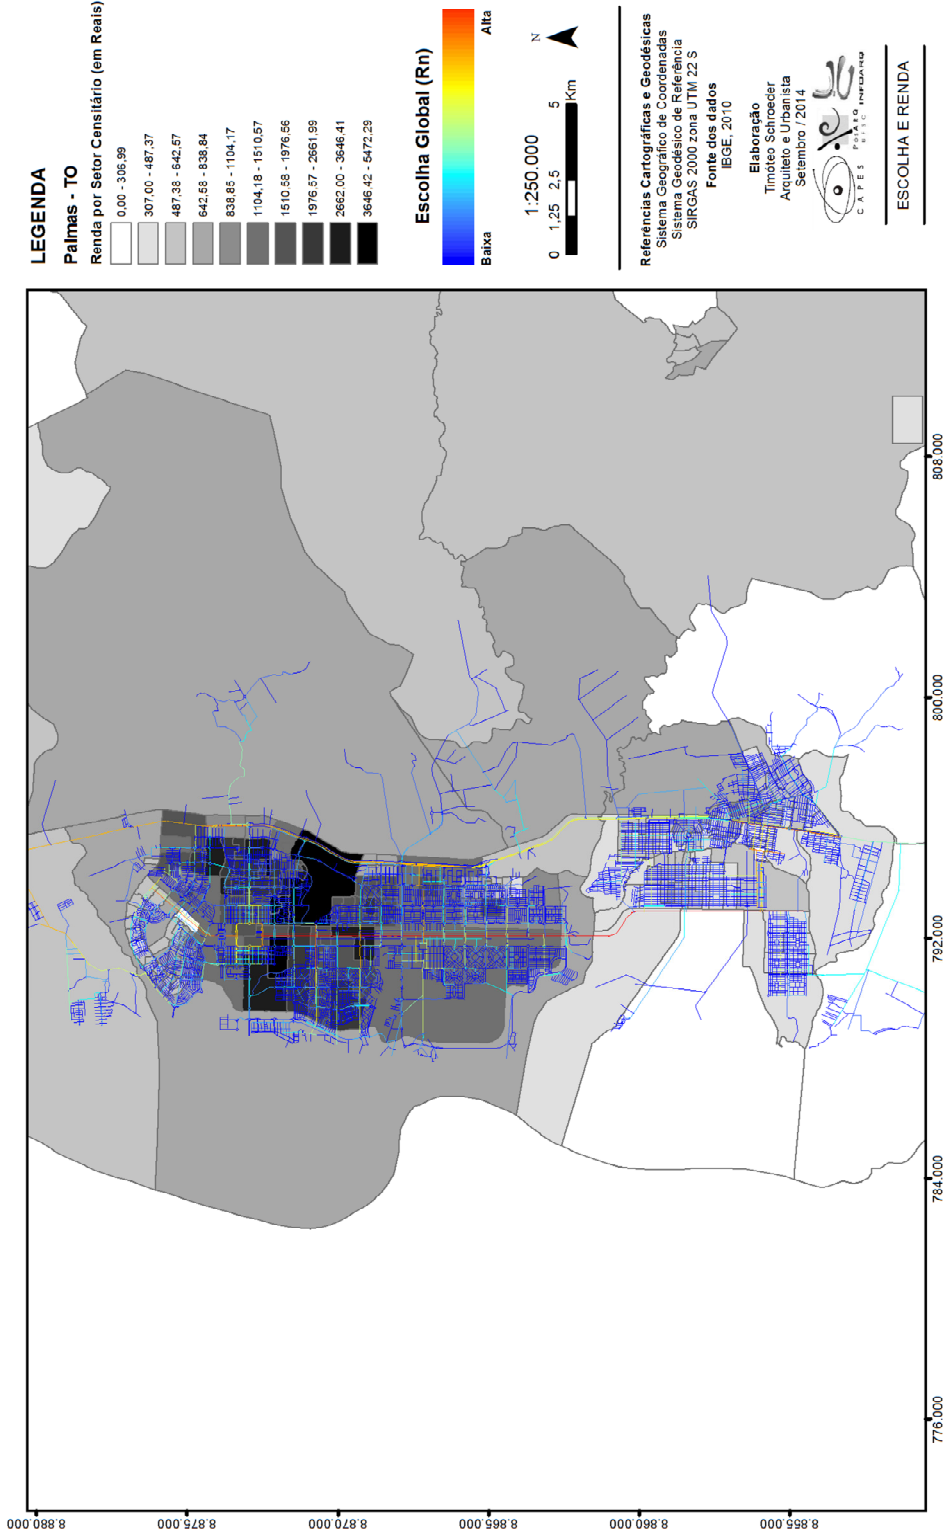 LEGENDA
Palmas - TO
Renda por Setor Censitário (em Reais)
0,00 - 306,99
307,00 - 487,37
487,38 - 642,57
642,58 - 838,84
838,85 - 1104,17
1104,18 - 1510,57
1510,58 - 1976,56
1976,57 - 2661,99
2662,00 - 3646,41
3646,42 - 5472,29
Escolha Global (Rn)
Baixa
Alta
N
1:250.000
0 1,25 2,5 5 Km
Referências Cartográficas e Geodésicas
Sistema Geográfico de Coordenadas
Sistema Geodésico de Referência
SIRGAS 2000 zona UTM 22 S
Fonte dos dados
IBGE, 2010
Elaboração
Timóteo Schroeder
Arquiteto e Urbanista
Setembro / 2014
CAPES
PósARQ
UFSC
INFOARQ
ESCOLHA E RENDA
8.880.000
8.875.000
8.870.000
8.865.000
8.860.000
8.855.000
776.000
784.000
792.000
800.000
808.000